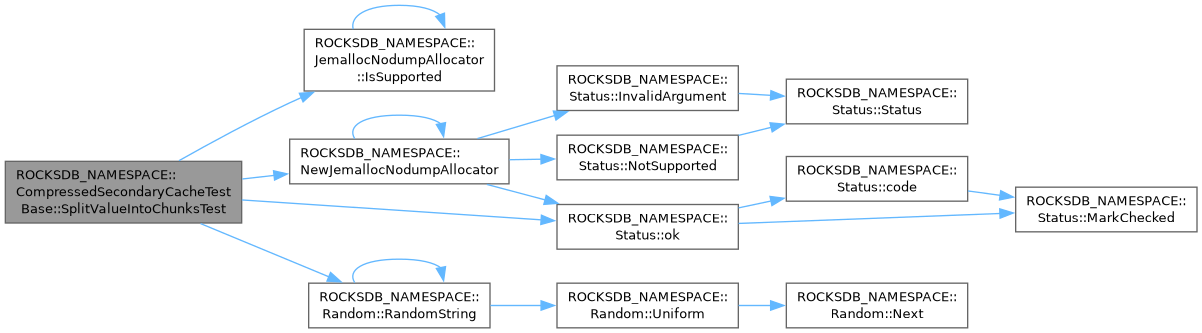 ROCKSDB_NAMESPACE::
CompressedSecondaryCacheTest
Base::SplitValueIntoChunksTest
ROCKSDB_NAMESPACE::
JemallocNodumpAllocator
::IsSupported
ROCKSDB_NAMESPACE::
NewJemallocNodumpAllocator
ROCKSDB_NAMESPACE::
Status::InvalidArgument
ROCKSDB_NAMESPACE::
Status::NotSupported
ROCKSDB_NAMESPACE::
Status::Status
ROCKSDB_NAMESPACE::
Status::ok
ROCKSDB_NAMESPACE::
Status::code
ROCKSDB_NAMESPACE::
Status::MarkChecked
ROCKSDB_NAMESPACE::
Random::RandomString
ROCKSDB_NAMESPACE::
Random::Uniform
ROCKSDB_NAMESPACE::
Random::Next